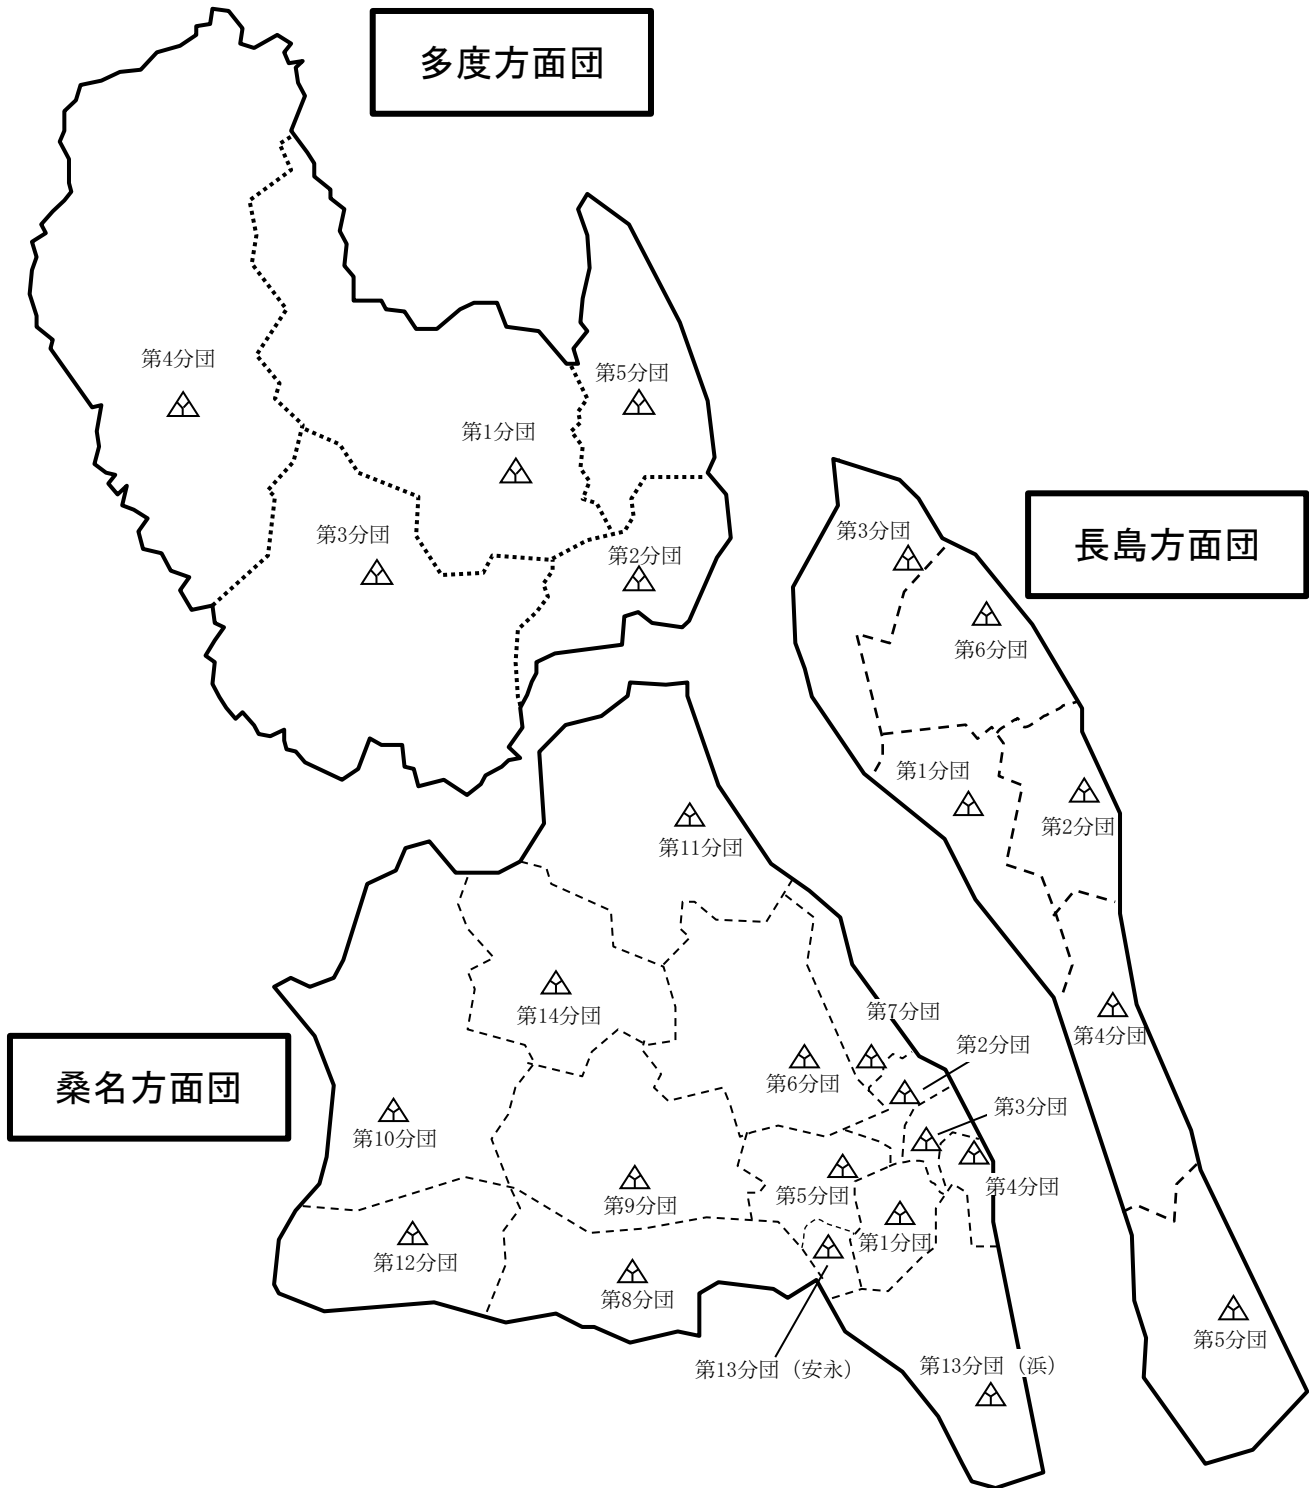 多度方面団
第4分団
第5分団
第1分団
第3分団
第2分団
長島方面団
第3分団
第6分団
第1分団
第2分団
第4分団
第5分団
桑名方面団
第11分団
第14分団
第7分団
第2分団
第6分団
第3分団
第10分団
第9分団
第5分団
第4分団
第12分団
第1分団
第8分団
第13分団（安永）
第13分団（浜）